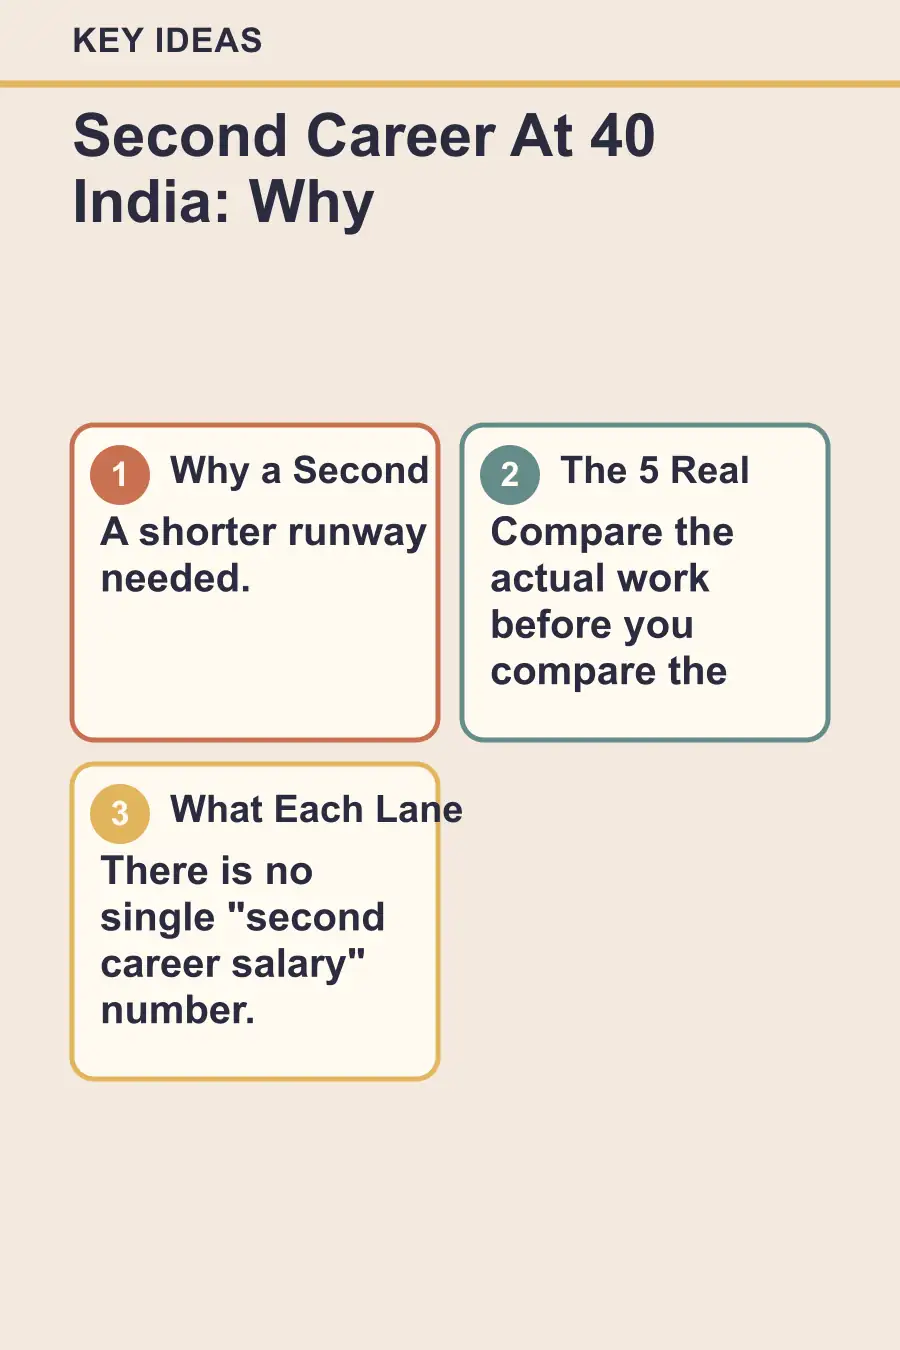 KEY IDEAS
Second Career At 40
India: Why
1
Why a Second
A shorter runway
needed.
2
The 5 Real
Compare the
actual work
before you
compare the
3
What Each Lane
There is no
single "second
career salary"
number.